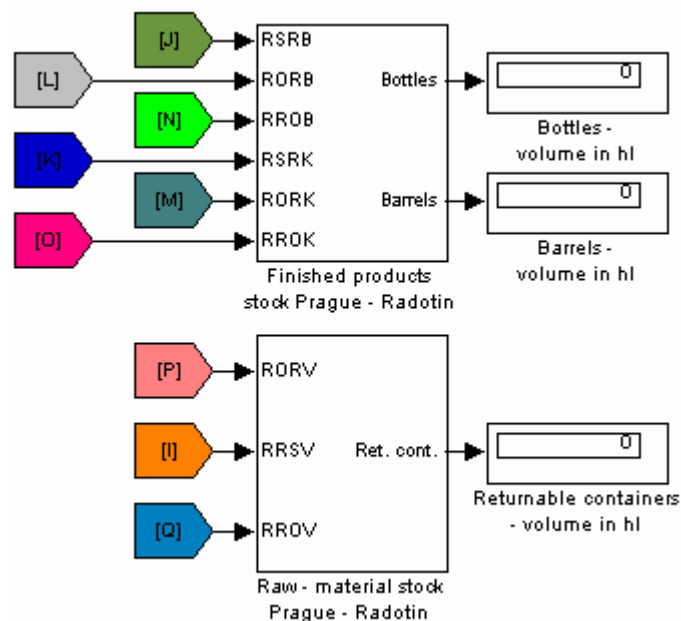 [J]
RSRB
[L]
RORB
Bottles
0
[N]
RROB
Bottles -
volume in hl
[K]
RSRK
[M]
RORK
Barrels
0
[O]
RROK
Barrels -
volume in hl
Finished products
stock Prague - Radotin
[P]
RORV
[I]
RRSV
Ret. cont.
0
[Q]
RROV
Returnable containers
- volume in hl
Raw - material stock
Prague - Radotin